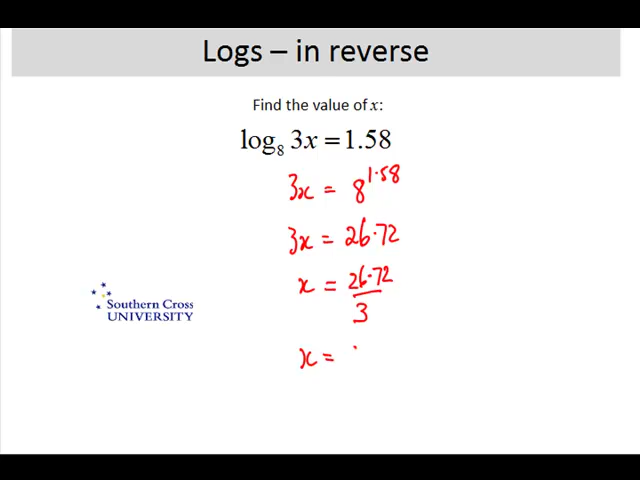 Logs – in reverse
Find the value of x:
log₈ 3x = 1.58
3x = 8^1.58
3x = 26.72
x = 26.72/3
x =
Southern Cross
UNIVERSITY